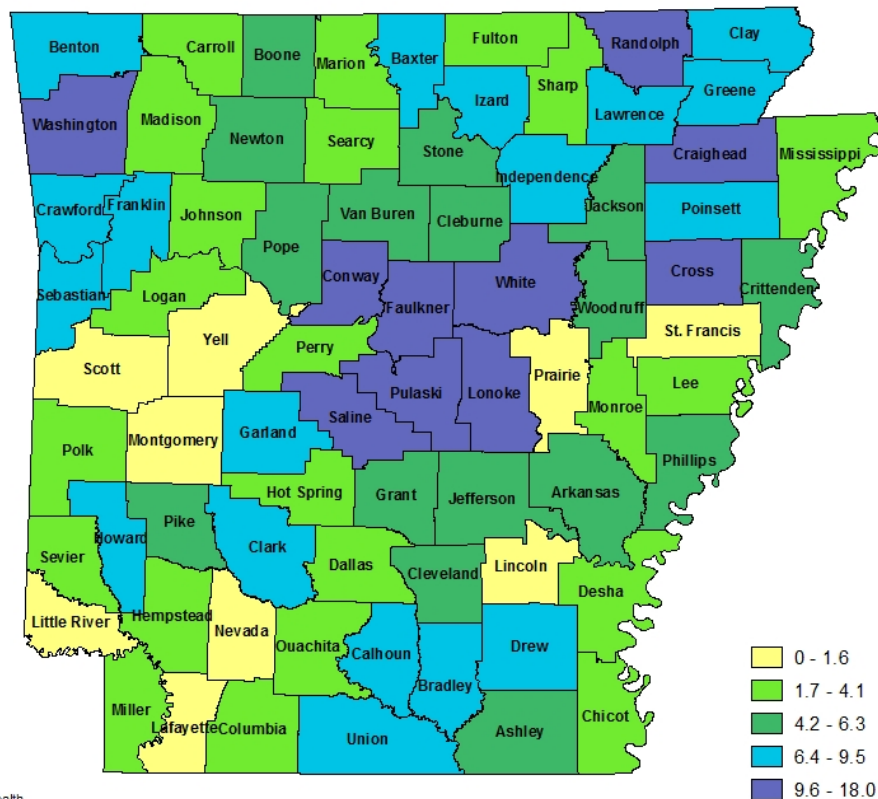 Benton
Carroll
Boone
Marion
Baxter
Fulton
Randolph
Clay
Washington
Madison
Newton
Searcy
Izard
Sharp
Lawrence
Greene
Stone
Independence
Craighead
Mississippi
Crawford
Franklin
Johnson
Pope
Van Buren
Cleburne
Jackson
Poinsett
Sebastian
Logan
Conway
Faulkner
White
Woodruff
Cross
Crittenden
Scott
Yell
Perry
Pulaski
Lonoke
Prairie
St. Francis
Polk
Montgomery
Garland
Saline
Monroe
Lee
Phillips
Howard
Pike
Hot Spring
Grant
Jefferson
Arkansas
Sevier
Clark
Dallas
Cleveland
Lincoln
Desha
Little River
Hempstead
Nevada
Ouachita
Calhoun
Bradley
Drew
Miller
Lafayette
Columbia
Union
Ashley
Chicot
0 - 1.6
1.7 - 4.1
4.2 - 6.3
6.4 - 9.5
9.6 - 18.0